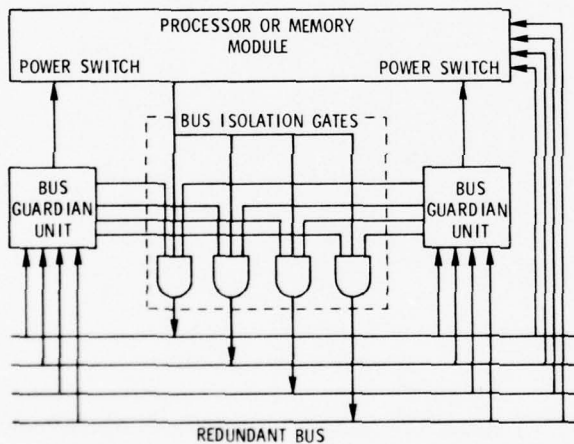 PROCESSOR OR MEMORY
MODULE
POWER SWITCH
POWER SWITCH
BUS ISOLATION GATES
BUS
GUARDIAN
UNIT
BUS
GUARDIAN
UNIT
REDUNDANT BUS